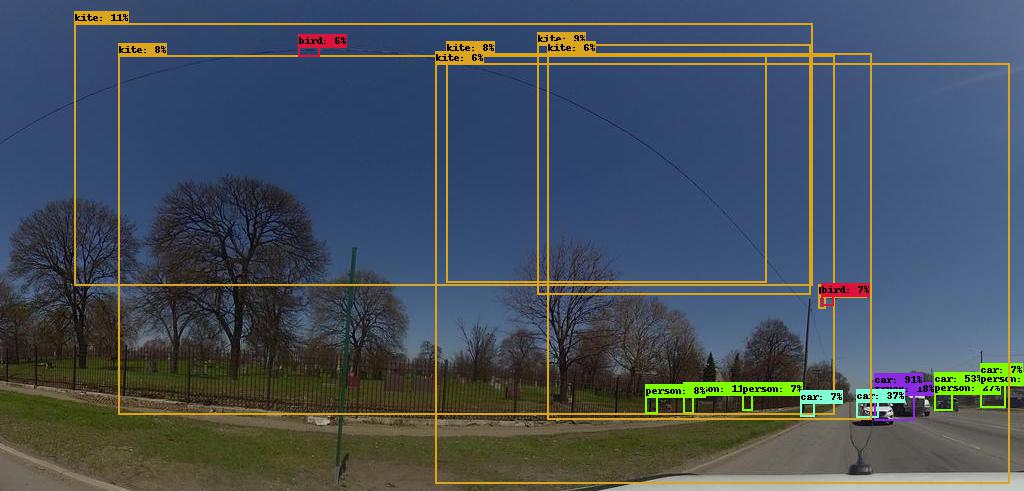 kite: 11%
bird: 6%
kite: 9%
kite: 8%
kite: 8%
kite: 6%
kite: 6%
bird: 7%
car: 7%
car: 91%
car: 53%
person:
person: 8%
person: 7%
car: 7%
car: 37%